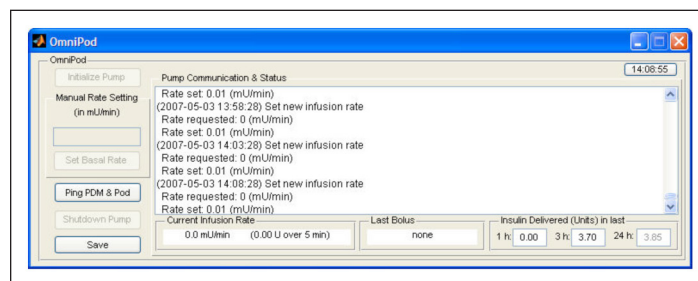 OmniPod
OmniPod
14:08:55
Initialize Pump
Manual Rate Setting
(in mU/min)
Set Basal Rate
Ping PDM & Pod
Shutdown Pump
Save
Pump Communication & Status
Rate set: 0.01 (mU/min)
(2007-05-03 13:58:28) Set new infusion rate
Rate requested: 0 (mU/min)
Rate set: 0.01 (mU/min)
(2007-05-03 14:03:28) Set new infusion rate
Rate requested: 0 (mU/min)
Rate set: 0.01 (mU/min)
(2007-05-03 14:08:28) Set new infusion rate
Rate requested: 0 (mU/min)
Rate set: 0.01 (mU/min)
Current Infusion Rate
0.0 mU/min (0.00 U over 5 min)
Last Bolus
none
Insulin Delivered (Units) in last
1 h: 0.00 3 h: 3.70 24 h: 3.85